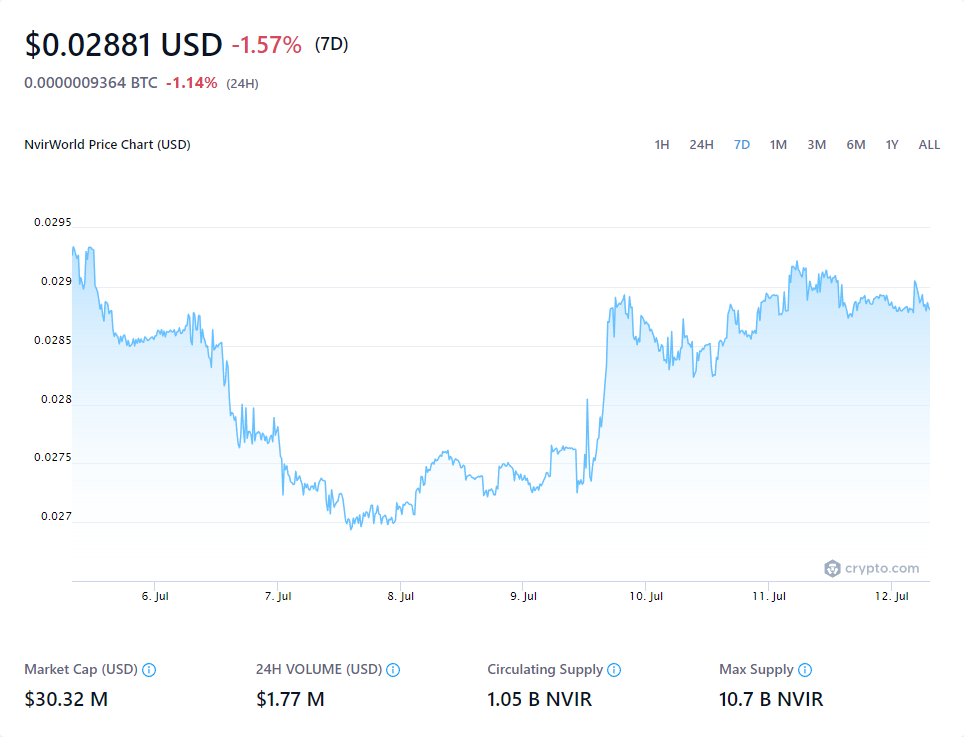 $0.02881 USD -1.57% (7D)
0.0000009364 BTC -1.14% (24H)
NvirWorld Price Chart (USD) 1H 24H 7D 1M 3M 6M 1Y ALL
0.0295
0.029
0.0285
0.028
0.0275
0.027
crypto.com
6. Jul 7. Jul 8. Jul 9. Jul 10. Jul 11. Jul 12. Jul
Market Cap (USD) 24H VOLUME (USD) Circulating Supply Max Supply
$30.32 M $1.77 M 1.05 B NVIR 10.7 B NVIR